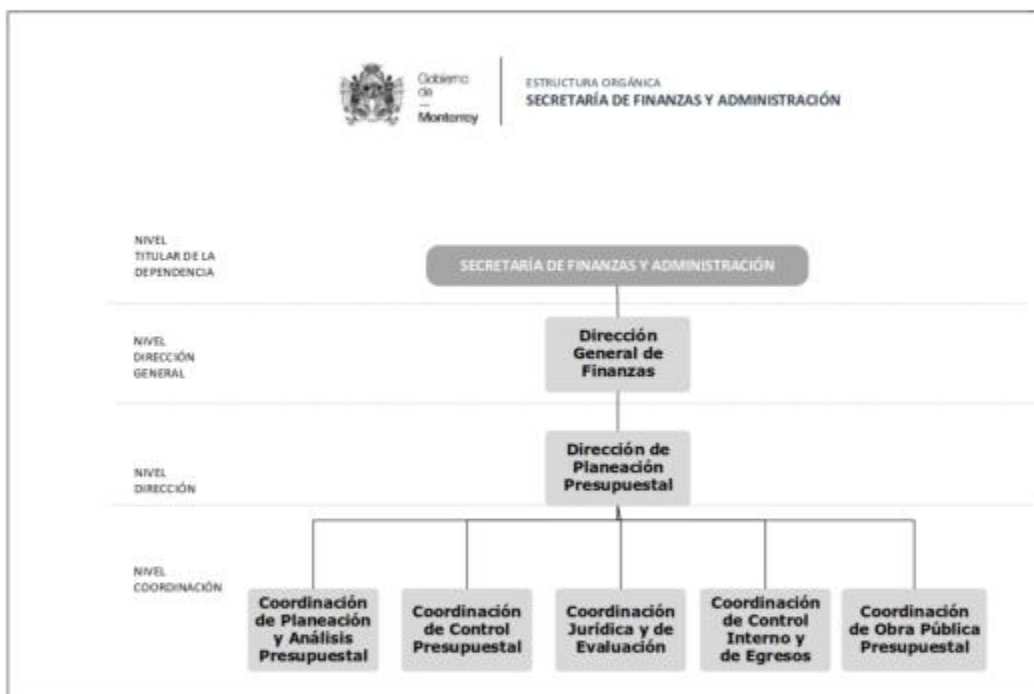 Gobierno
de
—
Monterrey
ESTRUCTURA ORGÁNICA
SECRETARÍA DE FINANZAS Y ADMINISTRACIÓN
NIVEL
TITULAR DE LA
DEPENDENCIA
SECRETARÍA DE FINANZAS Y ADMINISTRACIÓN
NIVEL
DIRECCIÓN
GENERAL
Dirección
General de
Finanzas
NIVEL
DIRECCIÓN
Dirección de
Planeación
Presupuestal
NIVEL
COORDINACIÓN
Coordinación
de Planeación
y Análisis
Presupuestal
Coordinación
de Control
Presupuestal
Coordinación
Jurídica y de
Evaluación
Coordinación
de Control
Interno y
de Egresos
Coordinación
de Obra Pública
Presupuestal